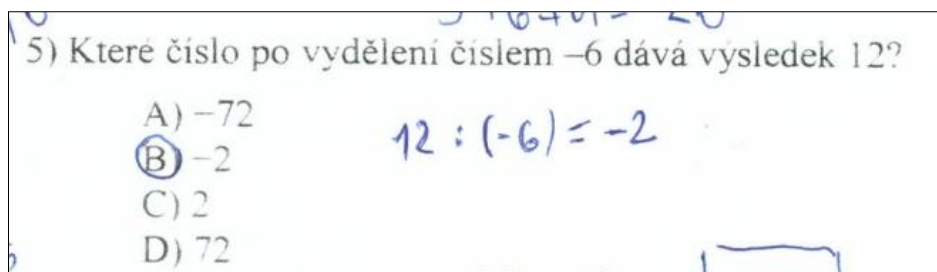 5) Které číslo po vydělení číslem –6 dává výsledek 12?
A) –72
B) –2
C) 2
D) 72
12 : (-6) = -2